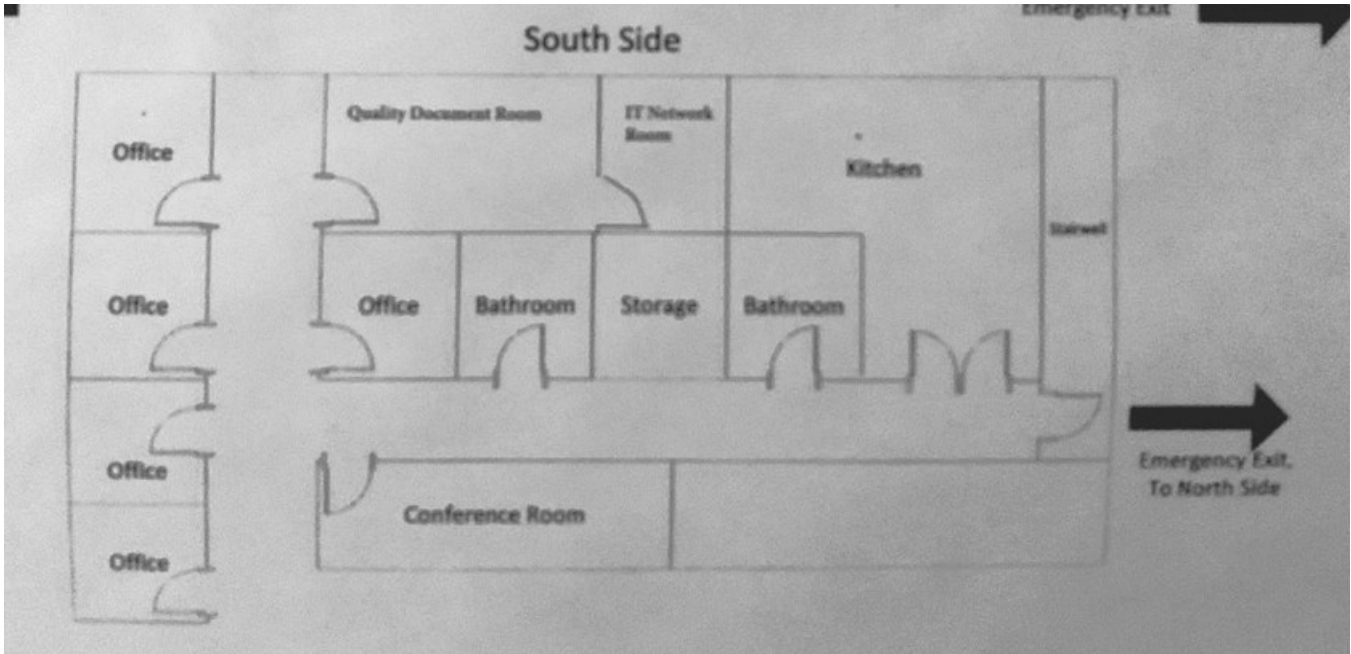 Emergency Exit
South Side
Quality Document Room
IT Network
Room
Office
Kitchen
Stairwell
Office
Office
Bathroom
Storage
Bathroom
Office
Emergency Exit,
To North Side
Conference Room
Office